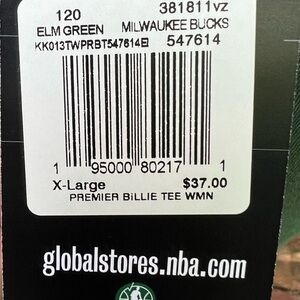 120 381811vz
ELM GREEN MILWAUKEE BUCKS
KK013TWPRBT547614EI 547614
1 95000 80217 1
X-Large $37.00
PREMIER BILLIE TEE WMN
globalstores.nba.com